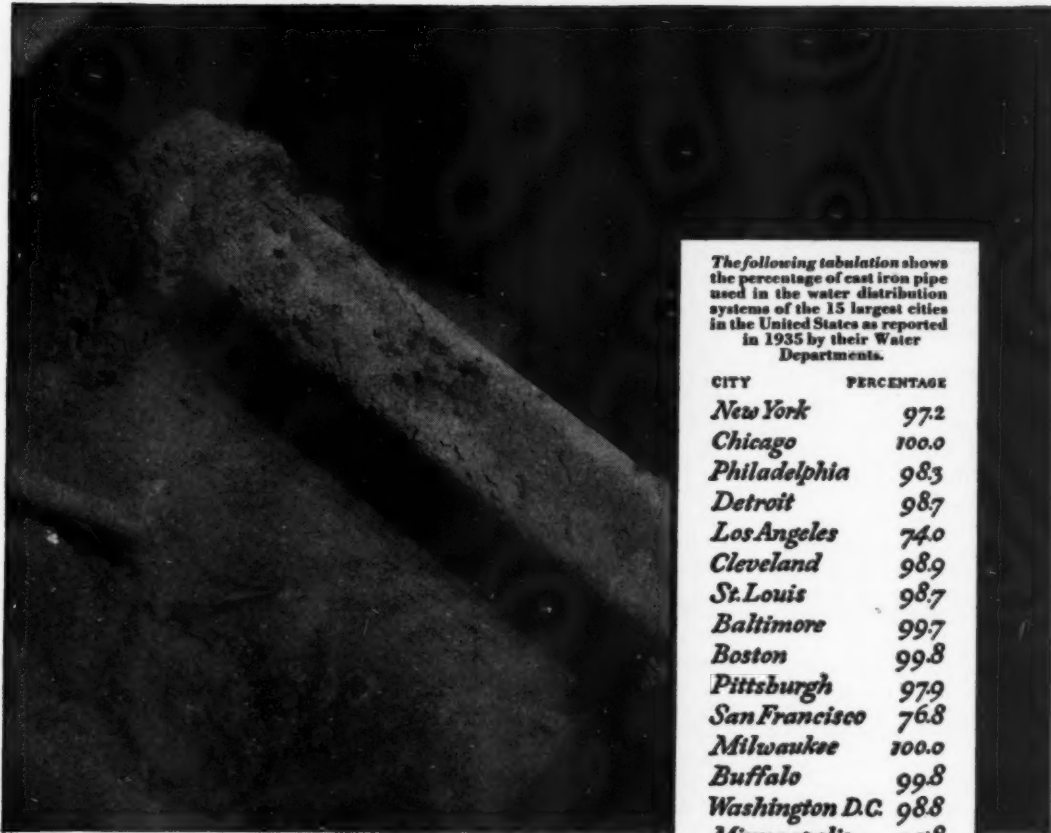 The following tabulation shows
the percentage of cast iron pipe
used in the water distribution
systems of the 15 largest cities
in the United States as reported
in 1935 by their Water
Departments.
CITY PERCENTAGE
New York 97.2
Chicago 100.0
Philadelphia 98.3
Detroit 98.7
Los Angeles 74.0
Cleveland 98.9
St. Louis 98.7
Baltimore 99.7
Boston 99.8
Pittsburgh 97.9
San Francisco 76.8
Milwaukee 100.0
Buffalo 99.8
Washington D.C. 98.8